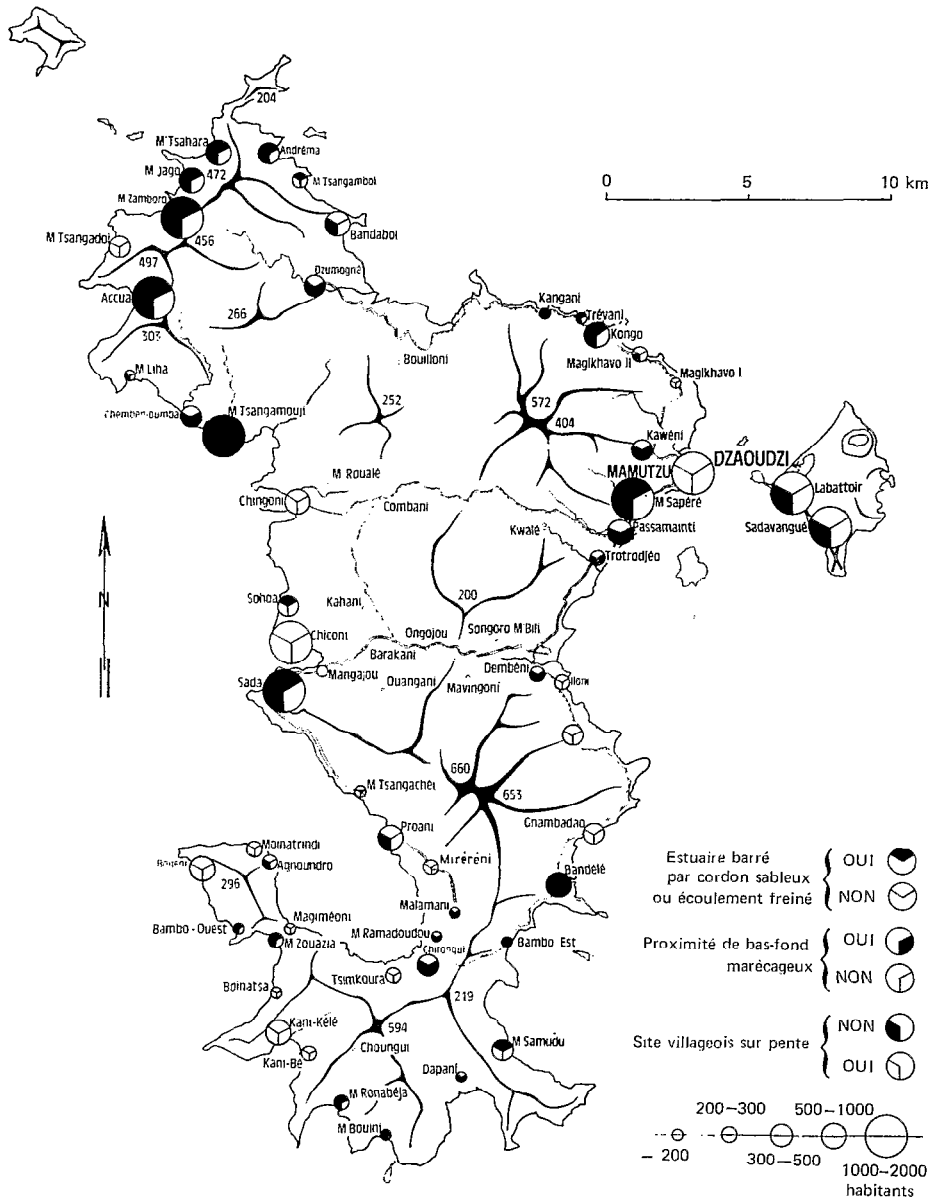 204
M'Tsahara
Andréma
M Jago
472
M Tsangamboi
M Zamboro
Bandaboi
M Tsangadoi
456
497
Dzumogné
Accua
266
303
Kangani
Trévani
Kongo
Bouilloni
Magikhavo II
M Liha
Magikhavo I
252
572
M Tsangamouji
404
Kawéni
DZAOUDZI
MAMUTZU
M Roualé
Labattoir
Chingoni
Combani
M Sapéré
Sadavangué
Kwalé
Passamainti
Trotrodjéo
200
Sohoa
Kahani
Chiconi
Ongojou
Songoro M'Bili
Barakani
Mangajou
Ouangani
Dembéni
Iloni
Sada
Mavingoni
660
653
M Tsangachéi
Gnambadao
Proani
Moinatrindi
Agnoundro
Miréréni
296
Bandélé
Malamani
Magiméoni
Bambo-Ouest
M Ramadoudou
M Zouazia
Bambo Est
Chirongui
Tsimkoura
Boinatsa
219
Kani-Kélé
594
Choungui
M Samudu
Kani-Bé
Dapani
M Ronabéja
M Bouini
0 5 10 km
N
Estuaire barré
par cordon sableux
ou écoulement freiné
OUI
NON
Proximité de bas-fond
marécageux
OUI
NON
Site villageois sur pente
NON
OUI
200–300 500–1000
– 200 300–500 1000–2000
habitants